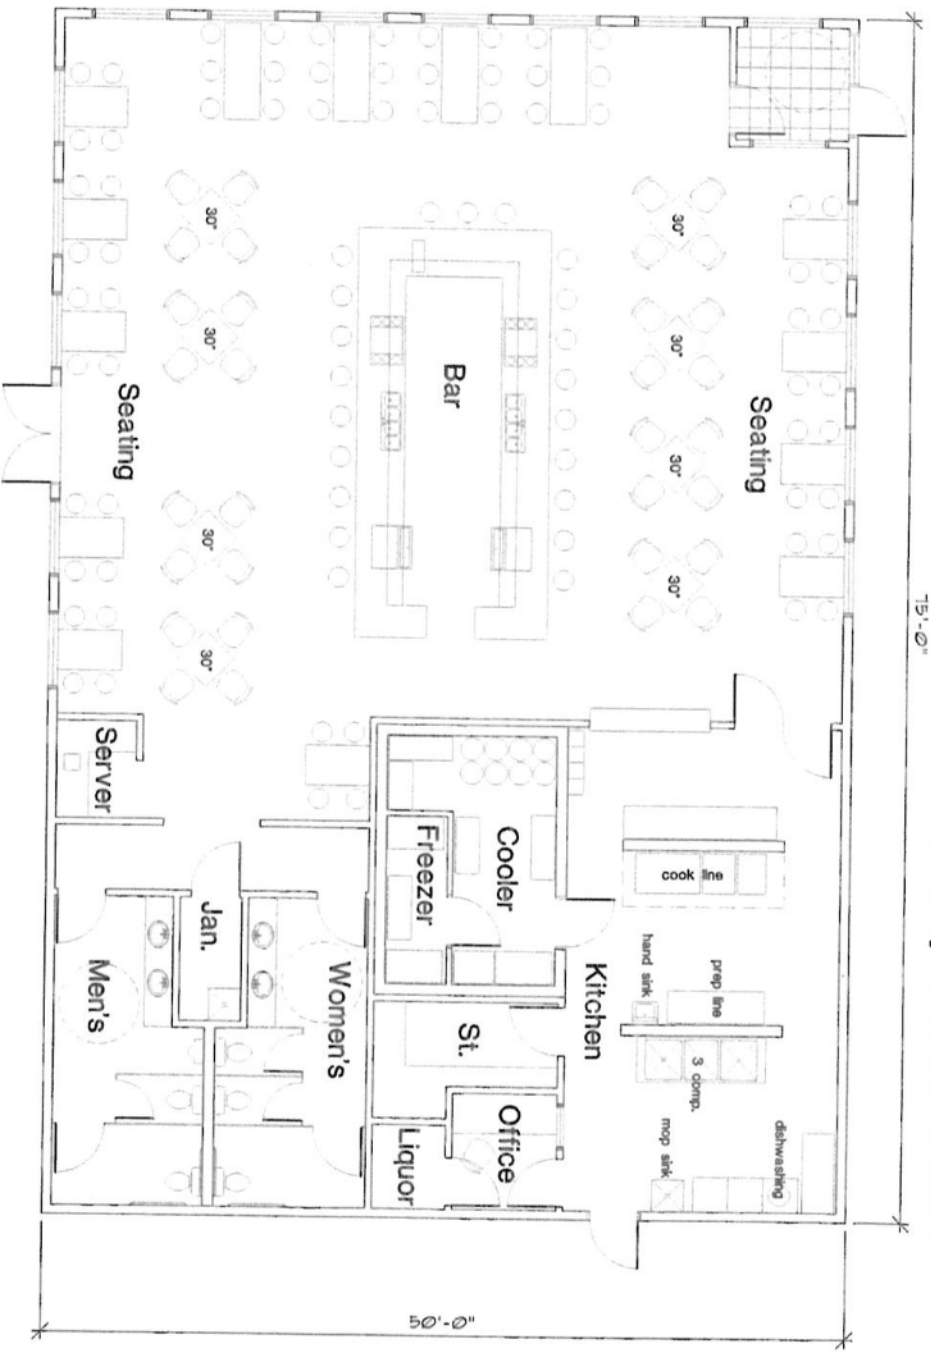 75'-0"
Seating
dishwashing
prep line
3 comp.
30"
30"
30"
30"
cook line
hand sink
mop sink
Kitchen
Cooler
Office
Bar
St.
Freezer
Liquor
50'-0"
Women's
30"
30"
30"
30"
Jan.
Seating
Server
Men's